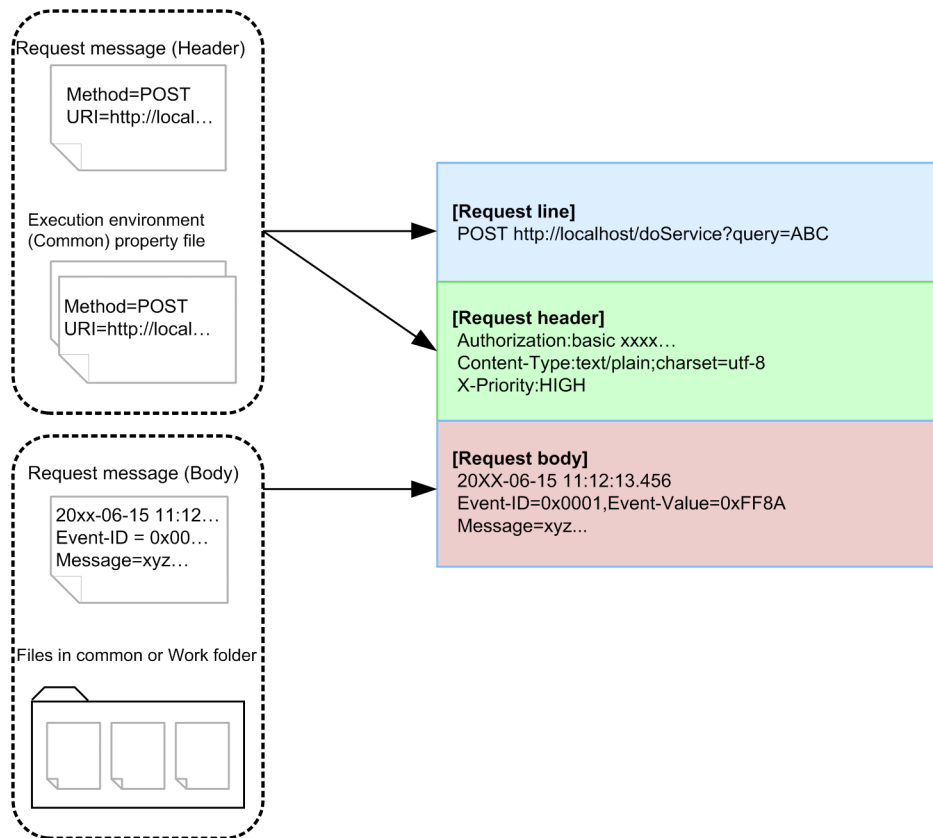 Request message (Header)
Method=POST
URI=http://local…
Execution environment
(Common) property file
Method=POST
URI=http://local…
Request message (Body)
20xx-06-15 11:12…
Event-ID = 0x00…
Message=xyz…
Files in common or Work folder
[Request line]
POST http://localhost/doService?query=ABC
[Request header]
Authorization:basic xxxx…
Content-Type:text/plain;charset=utf-8
X-Priority:HIGH
[Request body]
20XX-06-15 11:12:13.456
Event-ID=0x0001,Event-Value=0xFF8A
Message=xyz...